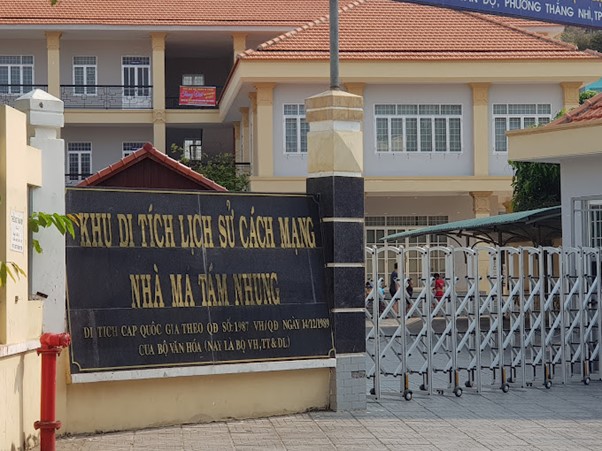 PHƯỜNG THẮNG NHÌ, TP
KHU DI TÍCH LỊCH SỬ CÁCH MẠNG
NHÀ MÁ TÁM NHUNG
DI TÍCH CẤP QUỐC GIA THEO QĐ SỐ: 1987 VH/QĐ NGÀY 14/12/1989
CỦA BỘ VĂN HÓA (NAY LÀ BỘ VH,TT&DL)